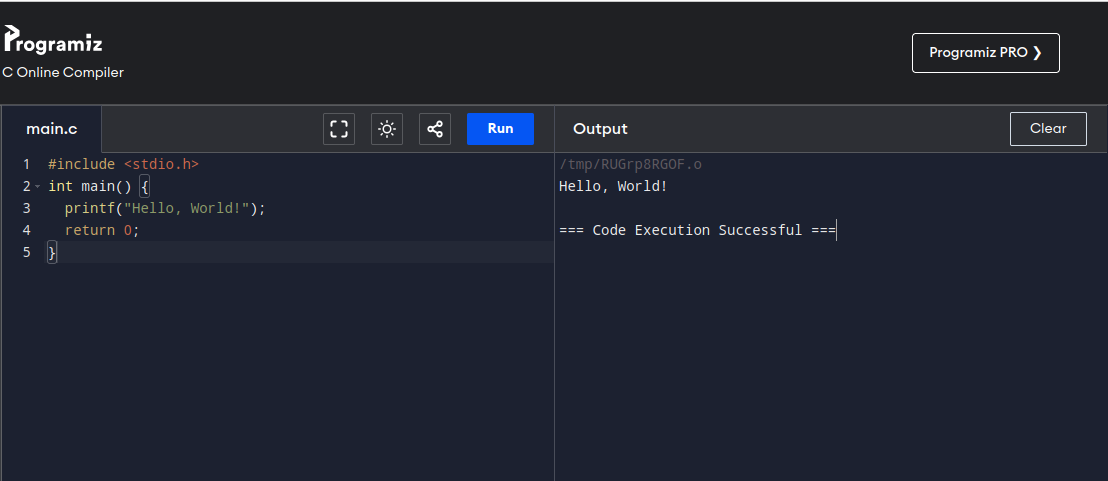 Programiz
C Online Compiler
Programiz PRO ❯
main.c
Run
Output
Clear
1 #include <stdio.h>
2 int main() {
3   printf("Hello, World!");
4   return 0;
5 }
/tmp/RUGrp8RGOF.o
Hello, World!
=== Code Execution Successful ===